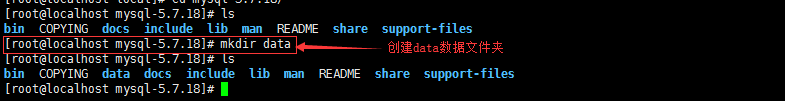 [root@localhost mysql-5.7.18]# ls
bin COPYING docs include lib man README share support-files
[root@localhost mysql-5.7.18]# mkdir data
创建data数据文件夹
[root@localhost mysql-5.7.18]# ls
bin COPYING data docs include lib man README share support-files
[root@localhost mysql-5.7.18]#